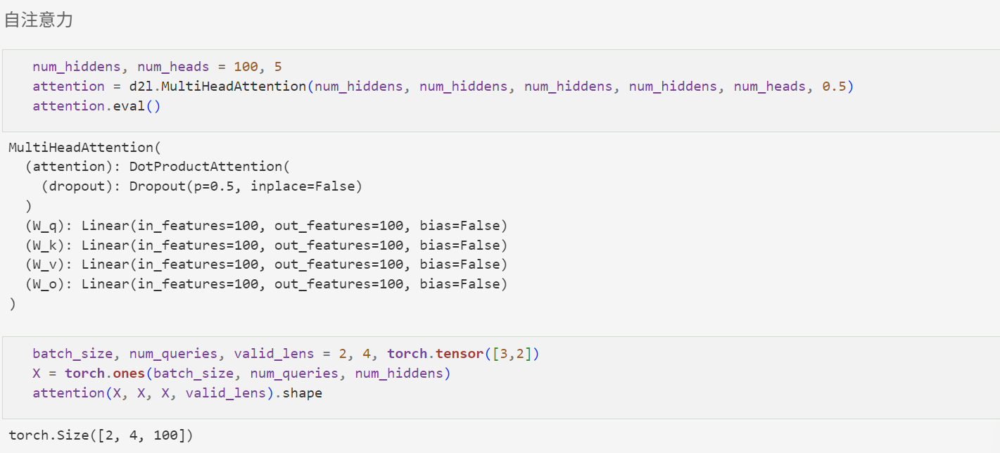 自注意力
num_hiddens, num_heads = 100, 5
attention = d2l.MultiHeadAttention(num_hiddens, num_hiddens, num_hiddens, num_hiddens, num_heads, 0.5)
attention.eval()
MultiHeadAttention(
  (attention): DotProductAttention(
    (dropout): Dropout(p=0.5, inplace=False)
  )
  (W_q): Linear(in_features=100, out_features=100, bias=False)
  (W_k): Linear(in_features=100, out_features=100, bias=False)
  (W_v): Linear(in_features=100, out_features=100, bias=False)
  (W_o): Linear(in_features=100, out_features=100, bias=False)
)
batch_size, num_queries, valid_lens = 2, 4, torch.tensor([3,2])
X = torch.ones(batch_size, num_queries, num_hiddens)
attention(X, X, X, valid_lens).shape
torch.Size([2, 4, 100])